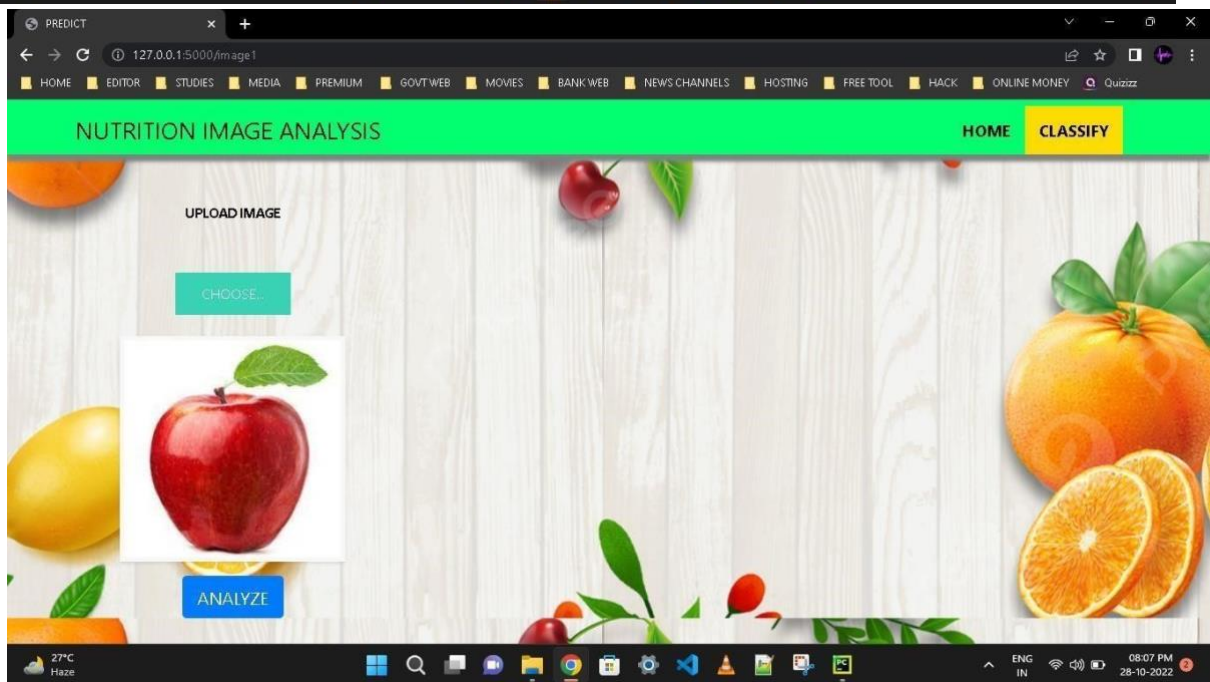 PREDICT
127.0.0.1:5000/image1
HOME EDITOR STUDIES MEDIA PREMIUM GOVT WEB MOVIES BANK WEB NEWS CHANNELS HOSTING FREE TOOL HACK ONLINE MONEY Quizizz
NUTRITION IMAGE ANALYSIS HOME CLASSIFY
UPLOAD IMAGE
CHOOSE...
ANALYZE
27°C ENG 08:07 PM
Haze IN 28-10-2022 2